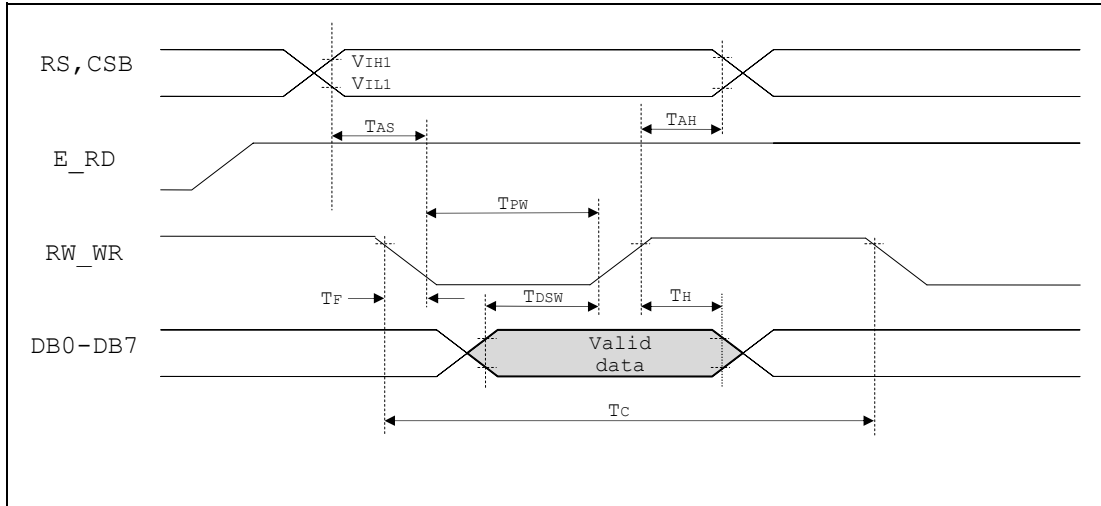 RS,CSB
VIH1
VIL1
TAS
TAH
E_RD
TPW
RW_WR
TF
TDSW
TH
DB0-DB7
Valid
data
TC